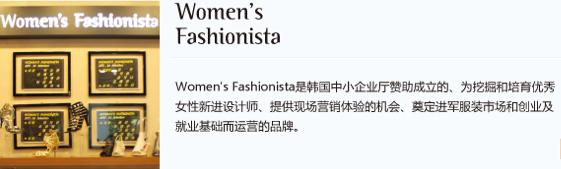 Women's Fashionista
Women's
Fashionista
Women's Fashionista是韩国中小企业厅赞助成立的、为挖掘和培育优秀
女性新进设计师、提供现场营销体验的机会、奠定进军服装市场和创业及
就业基础而运营的品牌。